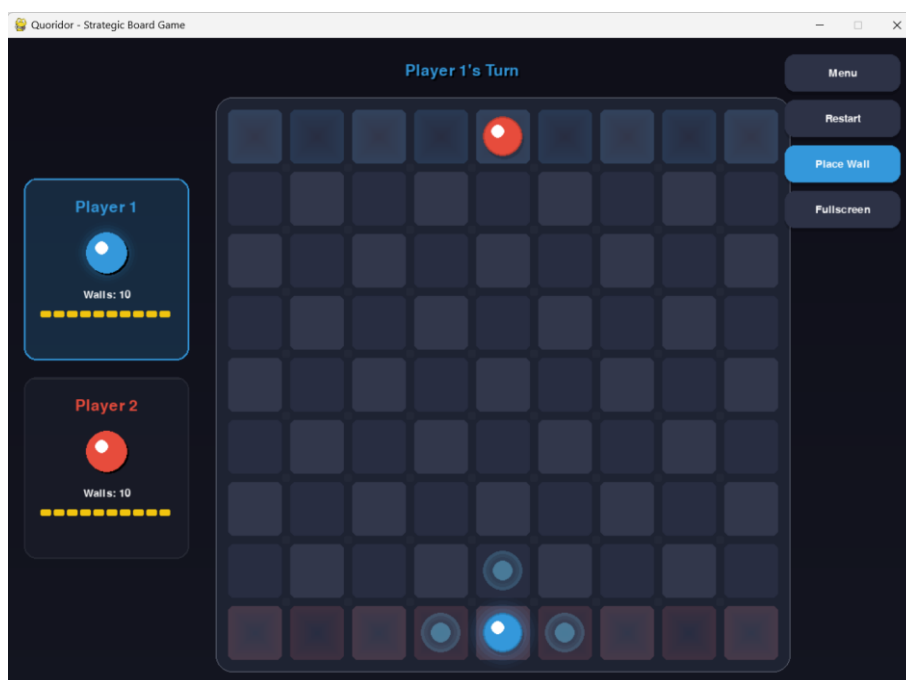 Quoridor - Strategic Board Game
Player 1's Turn
Menu
Restart
Place Wall
Fullscreen
Player 1
Walls: 10
Player 2
Walls: 10